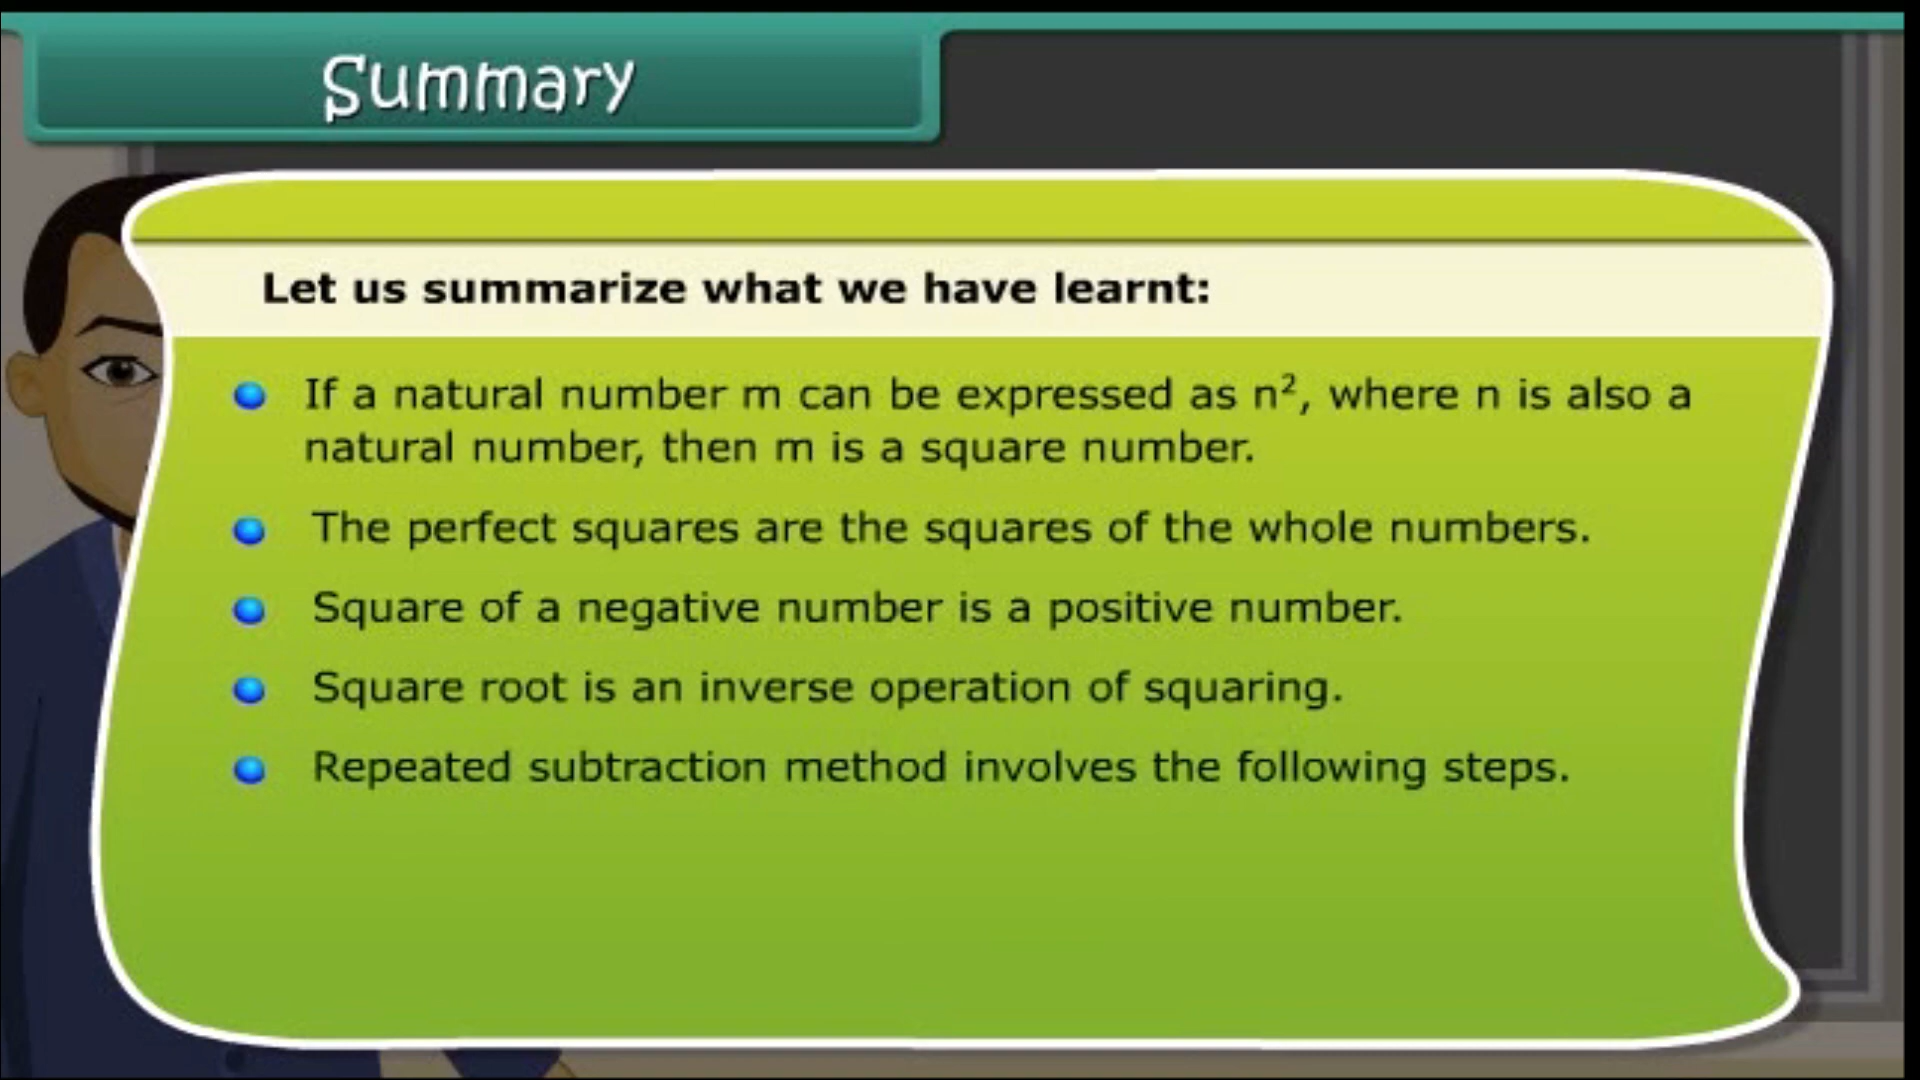 Summary
Let us summarize what we have learnt:
If a natural number m can be expressed as n², where n is also a
natural number, then m is a square number.
The perfect squares are the squares of the whole numbers.
Square of a negative number is a positive number.
Square root is an inverse operation of squaring.
Repeated subtraction method involves the following steps.